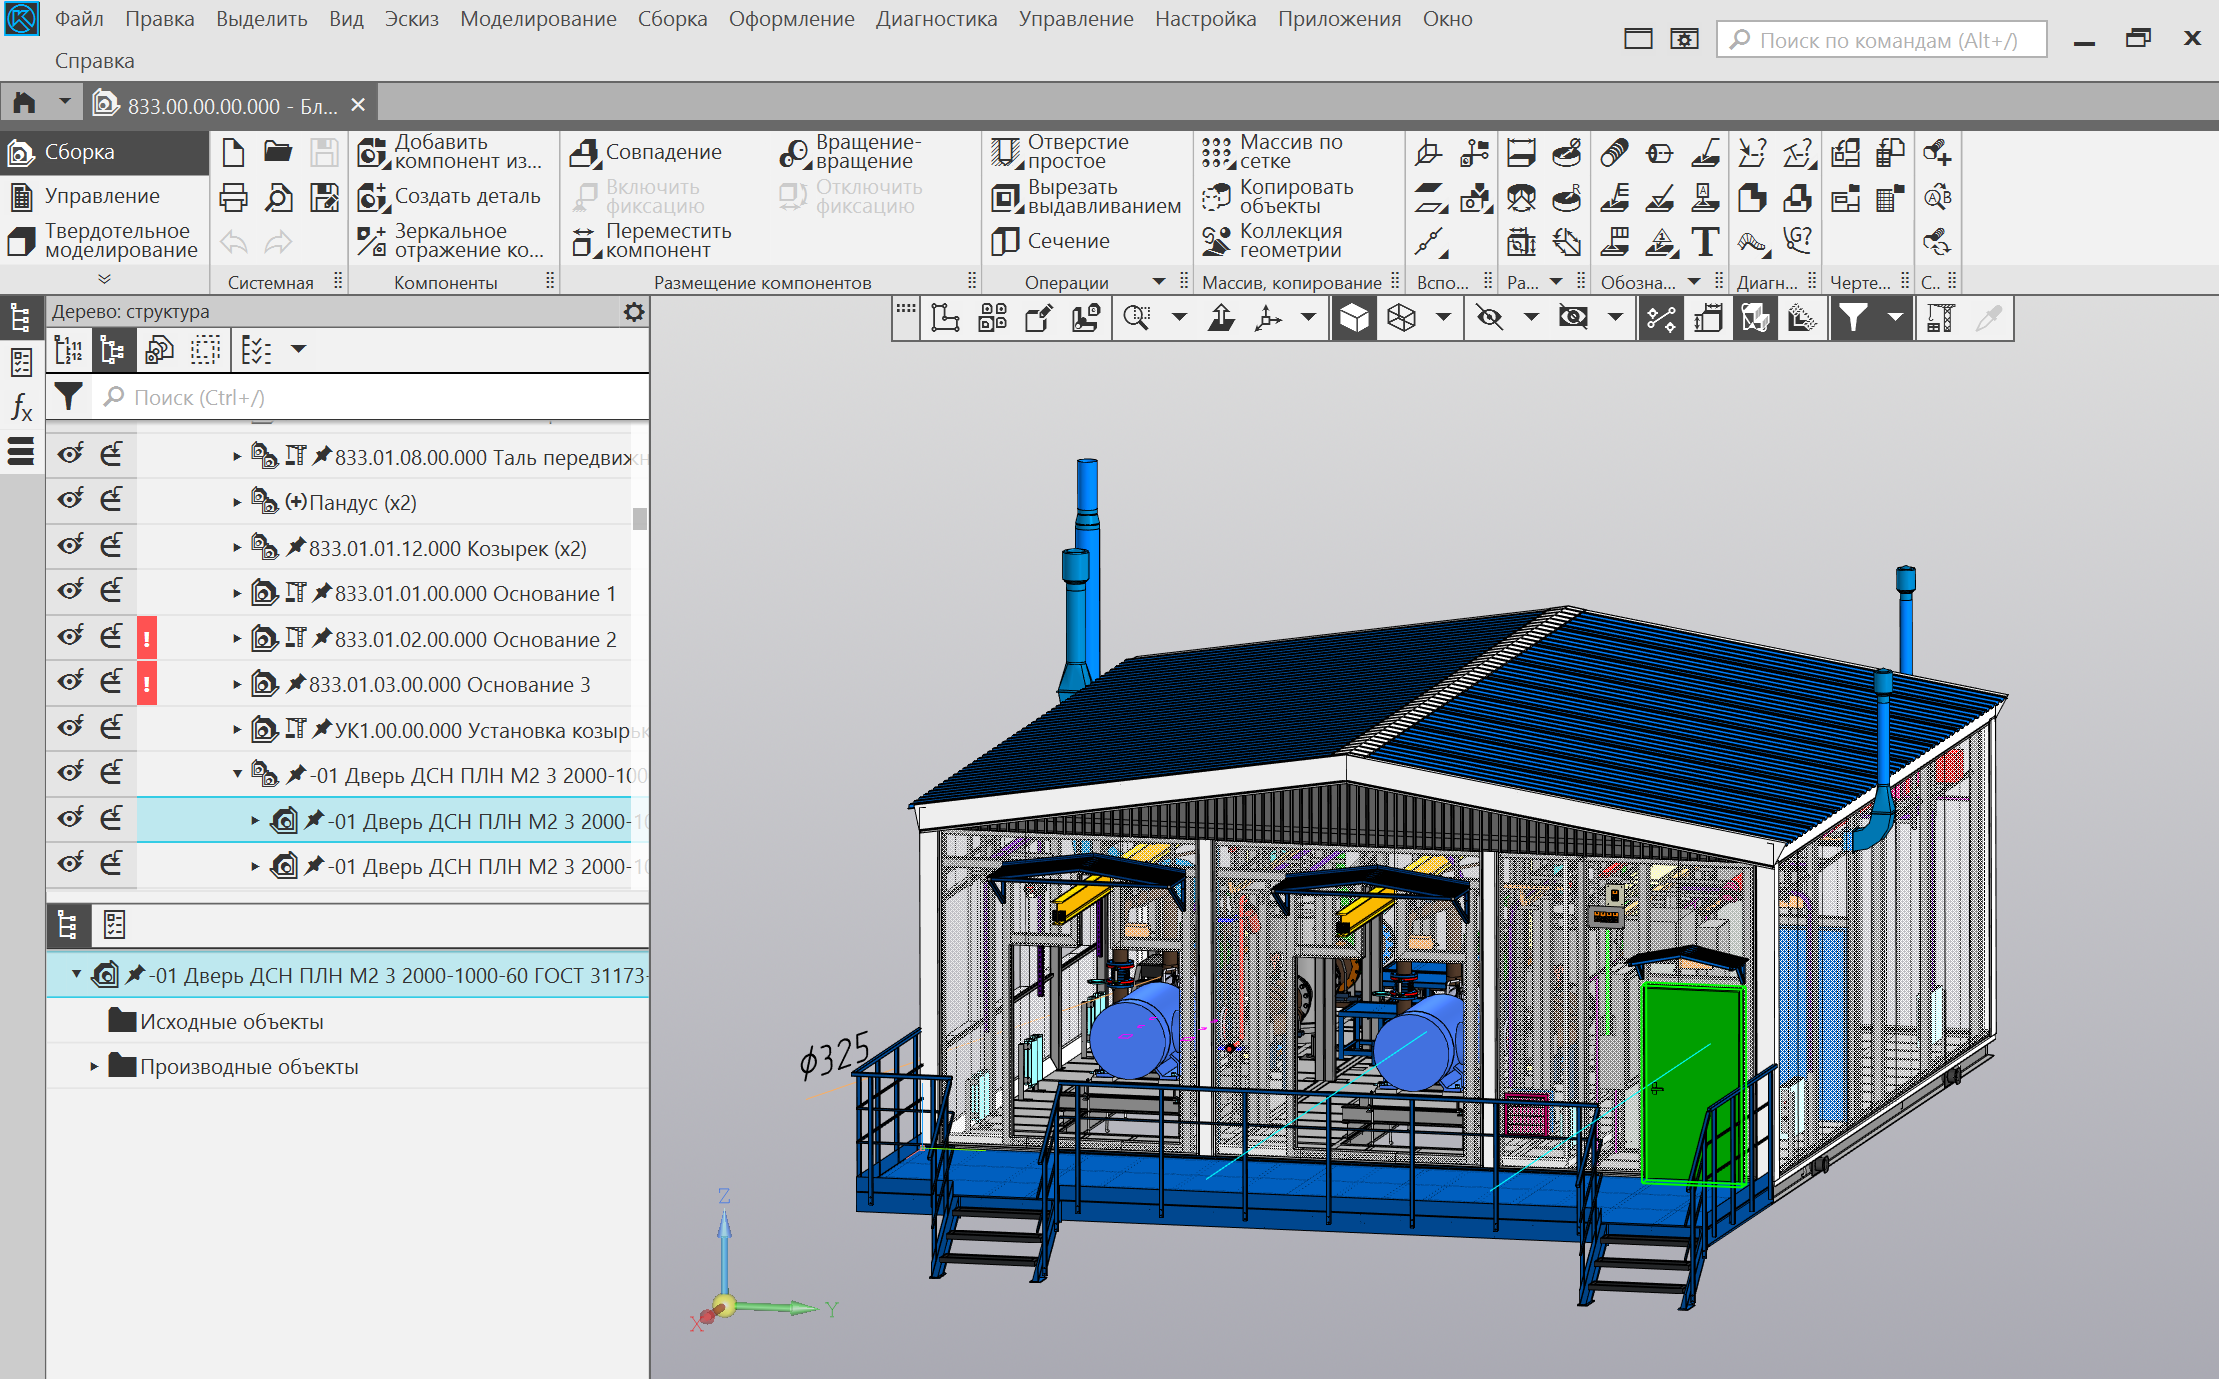 Файл Правка Выделить Вид Эскиз Моделирование Сборка Оформление Диагностика Управление Настройка Приложения Окно
Справка
Поиск по командам (Alt+/)
833.00.00.00.000 - Бл...
Сборка
Управление
Твердотельное
моделирование
Системная
Добавить
компонент из...
Создать деталь
Зеркальное
отражение ко...
Компоненты
Совпадение
Включить
фиксацию
Переместить
компонент
Вращение-
вращение
Отключить
фиксацию
Размещение компонентов
Отверстие
простое
Вырезать
выдавливанием
Сечение
Операции
Массив по
сетке
Копировать
объекты
Коллекция
геометрии
Массив, копирование
Вспо...
Ра...
Обозна...
Диагн...
Черте...
С...
Дерево: структура
Поиск (Ctrl+/)
833.01.08.00.000 Таль передвижн
(+)Пандус (x2)
833.01.01.12.000 Козырек (x2)
833.01.01.00.000 Основание 1
833.01.02.00.000 Основание 2
833.01.03.00.000 Основание 3
УК1.00.00.000 Установка козырьк
-01 Дверь ДСН ПЛН М2 3 2000-100
-01 Дверь ДСН ПЛН М2 3 2000-10
-01 Дверь ДСН ПЛН М2 3 2000-10
-01 Дверь ДСН ПЛН М2 3 2000-1000-60 ГОСТ 31173-
Исходные объекты
Производные объекты
ϕ325
Z
Y
X